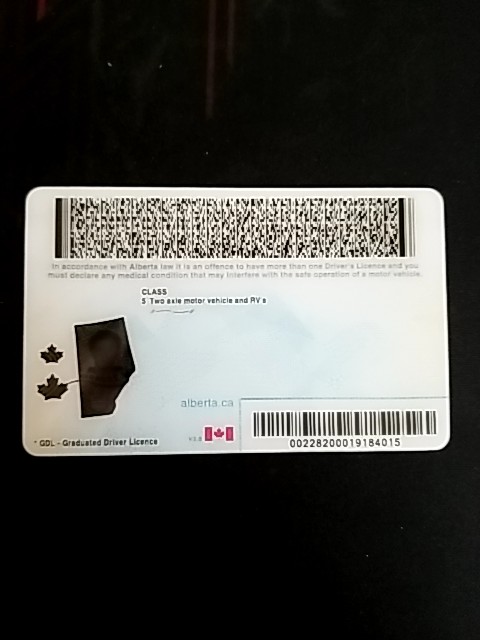 In accordance with Alberta law it is an offence to have more than one Driver's Licence and you
must declare any medical condition that may interfere with the safe operation of a motor vehicle.
CLASS
5 Two axle motor vehicle and RV's
alberta.ca
* GDL - Graduated Driver Licence
00228200019184015